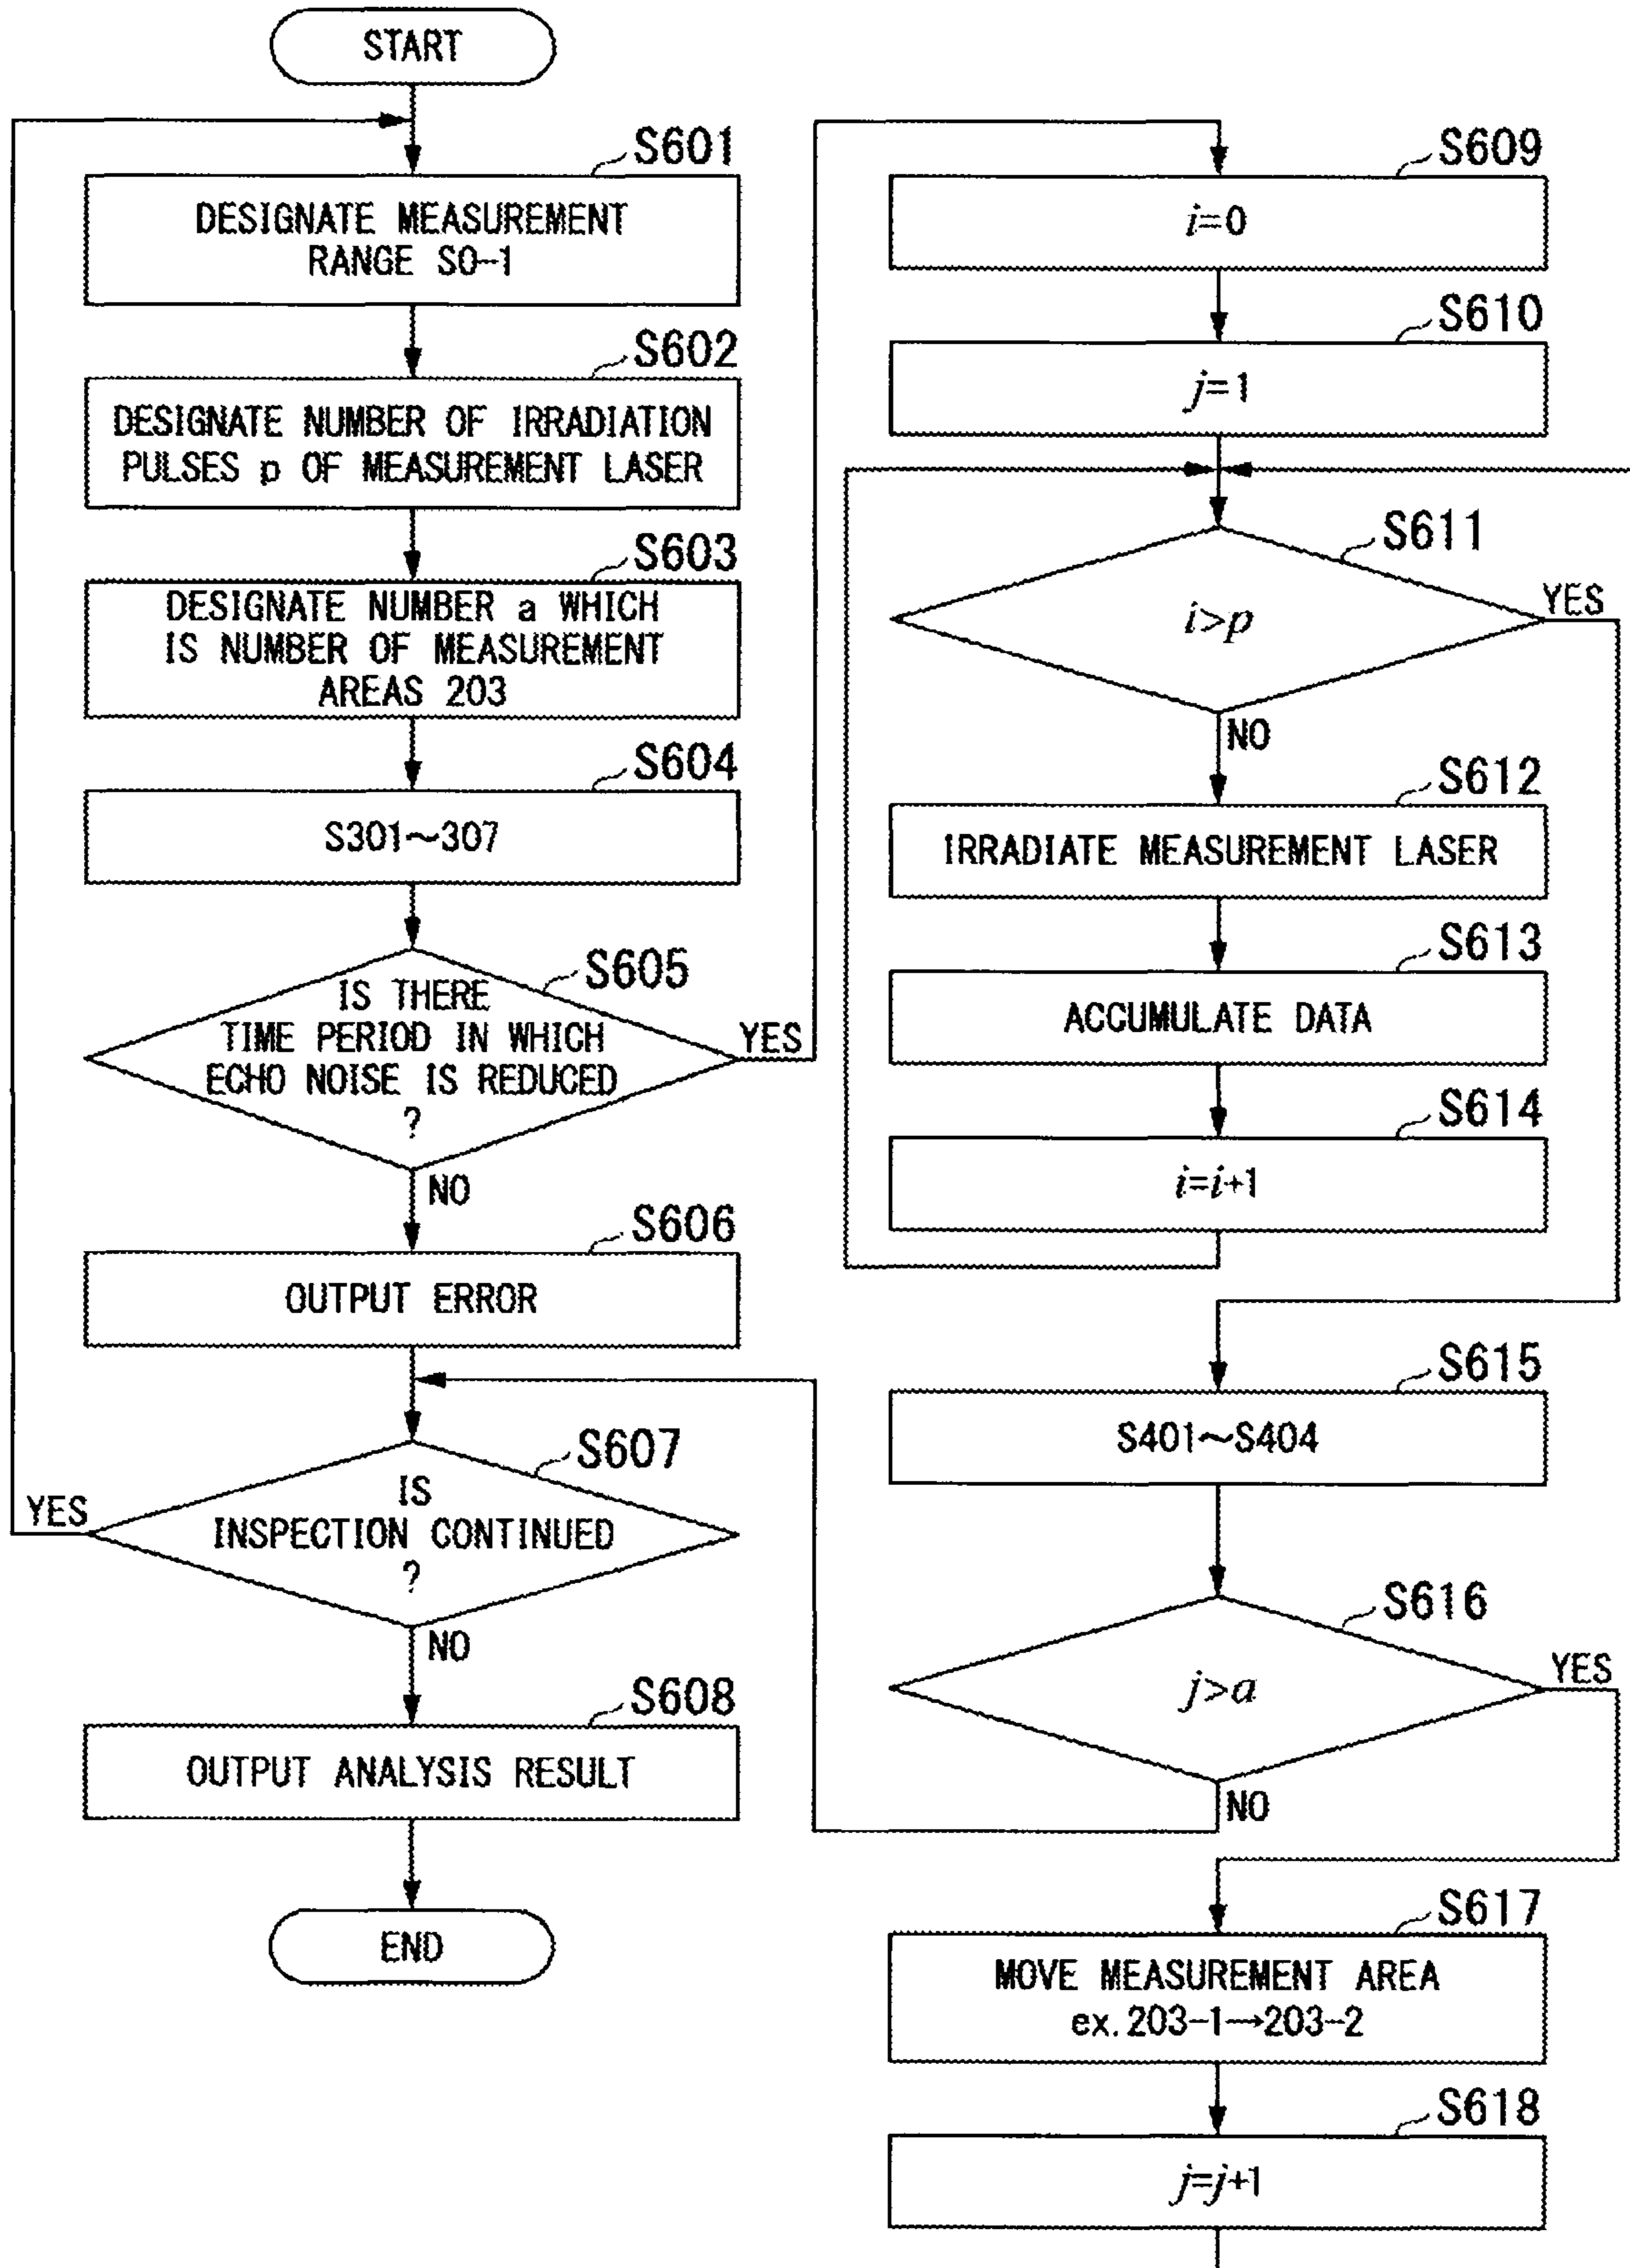 START
S601
DESIGNATE MEASUREMENT
RANGE S0-1
S602
DESIGNATE NUMBER OF IRRADIATION
PULSES p OF MEASUREMENT LASER
S603
DESIGNATE NUMBER a WHICH
IS NUMBER OF MEASUREMENT
AREAS 203
S604
S301~307
S605
IS THERE
TIME PERIOD IN WHICH
ECHO NOISE IS REDUCED
?
YES
NO
S606
OUTPUT ERROR
S607
IS
INSPECTION CONTINUED
?
YES
NO
S608
OUTPUT ANALYSIS RESULT
END
S609
i=0
S610
j=1
S611
i>p
YES
NO
S612
IRRADIATE MEASUREMENT LASER
S613
ACCUMULATE DATA
S614
i=i+1
S615
S401~S404
S616
j>a
YES
NO
S617
MOVE MEASUREMENT AREA
ex.203-1→203-2
S618
j=j+1